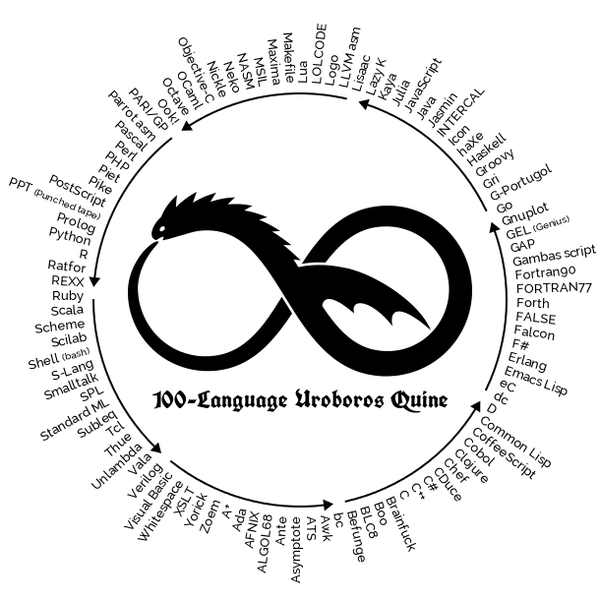 Ruby
Scala
Scheme
Scilab
Shell (bash)
S-Lang
Smalltalk
SPL
Standard ML
Subleq
Tcl
Thue
Unlambda
Vala
Verilog
Visual Basic
Whitespace
XSLT
Yorick
Zoem
A+
Ada
AFNIX
ALGOL68
Ante
Asymptote
ATS
Awk
bc
Befunge
BLC8
Boo
Brainfuck
C
C++
C#
CDuce
Chef
Clojure
Cobol
CoffeeScript
Common Lisp
D
dc
eC
Emacs Lisp
Erlang
F#
Falcon
FALSE
Forth
FORTRAN77
Fortran90
Gambas script
GAP
GEL (Genius)
Gnuplot
Go
G-Portugol
Gri
Groovy
Haskell
haXe
Icon
INTERCAL
Jasmin
Java
JavaScript
Julia
Kaya
Lazy K
Lisaac
LLVM asm
Logo
LOLCODE
Lua
Makefile
Maxima
MSIL
NASM
Neko
Nickle
Objective-C
OCaml
Octave
Ook!
PARI/GP
Parrot asm
Pascal
Perl
PHP
Piet
Pike
PostScript
PPT (Punched tape)
Prolog
Python
R
Ratfor
REXX
100-Language Uroboros Quine